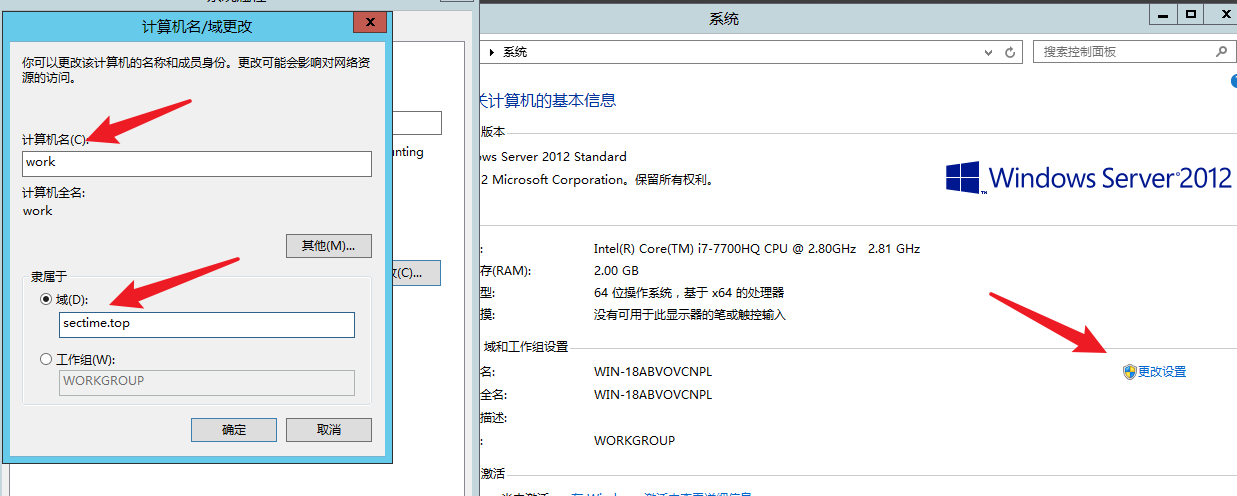 计算机名/域更改
你可以更改该计算机的名称和成员身份。更改可能会影响对网络资
源的访问。
计算机名(C):
work
计算机全名:
work
其他(M)...
隶属于
域(D):
sectime.top
工作组(W):
WORKGROUP
确定
取消
unting
(C)...
系统
系统
搜索控制面板
计算机的基本信息
版本
ows Server 2012 Standard
2 Microsoft Corporation。保留所有权利。
Windows Server 2012
Intel(R) Core(TM) i7-7700HQ CPU @ 2.80GHz 2.81 GHz
存(RAM): 2.00 GB
型: 64 位操作系统，基于 x64 的处理器
摸: 没有可用于此显示器的笔或触控输入
域和工作组设置
名: WIN-18ABVOVCNPL
更改设置
全名: WIN-18ABVOVCNPL
描述:
WORKGROUP
激活